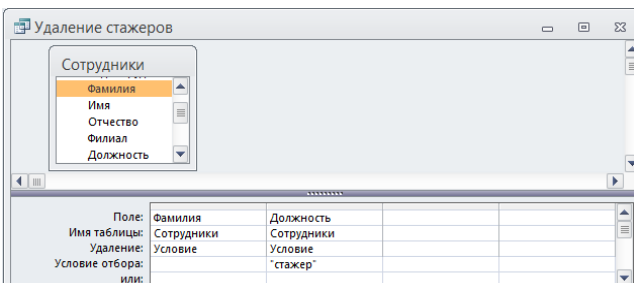 Удаление стажеров
Сотрудники
Фамилия
Имя
Отчество
Филиал
Должность
Поле: Фамилия Должность
Имя таблицы: Сотрудники Сотрудники
Удаление: Условие Условие
Условие отбора: "стажер"
или: